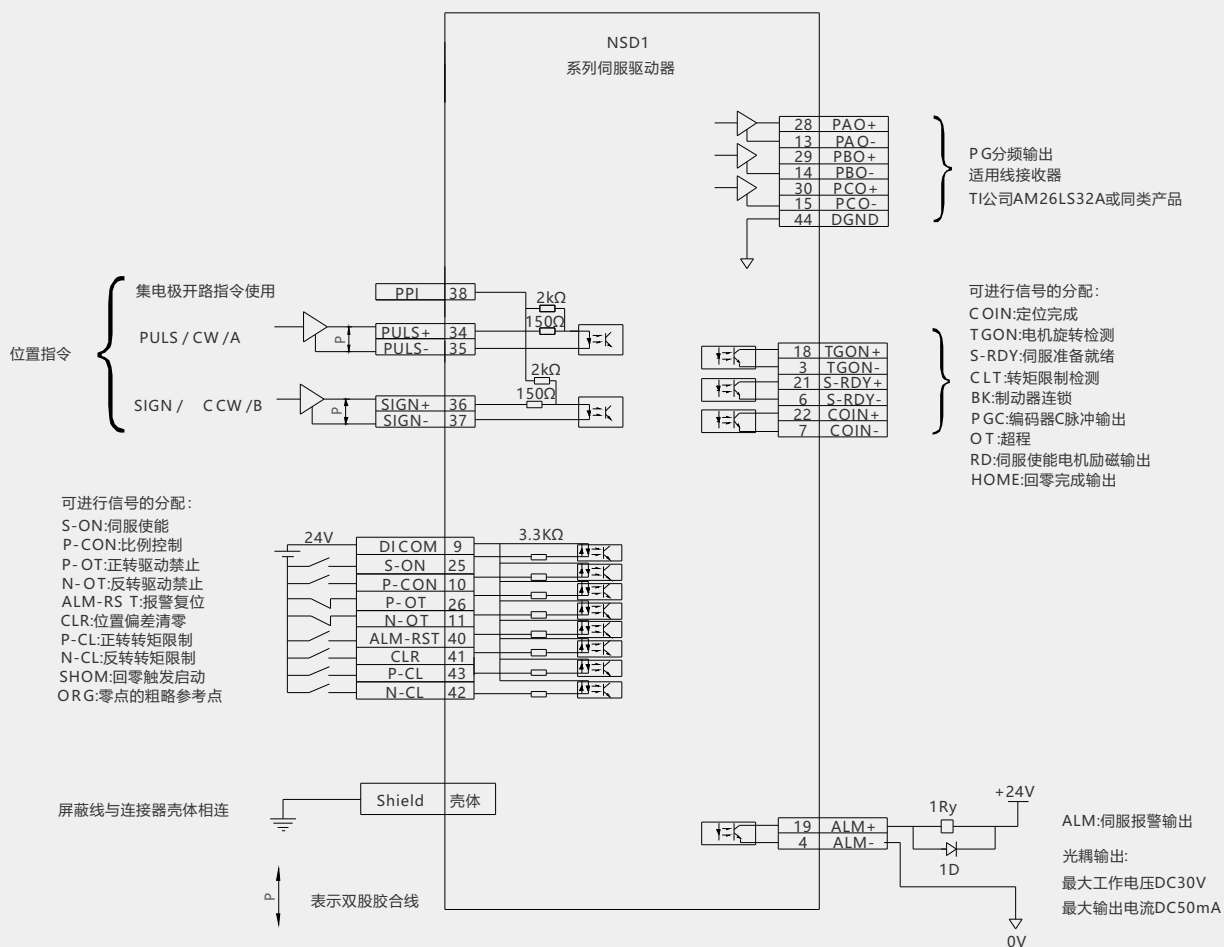 NSD1
系列伺服驱动器
28 PAO+
13 PAO-
29 PBO+
14 PBO-
30 PCO+
15 PCO-
44 DGND
PG分频输出
适用线接收器
TI公司AM26LS32A或同类产品
位置指令
集电极开路指令使用
PULS/CW/A
SIGN/ CCW/B
P
P
PPI 38
PULS+ 34
PULS- 35
SIGN+ 36
SIGN- 37
2kΩ
150Ω
2kΩ
150Ω
18 TGON+
3 TGON-
21 S-RDY+
6 S-RDY-
22 COIN+
7 COIN-
可进行信号的分配:
COIN:定位完成
TGON:电机旋转检测
S-RDY:伺服准备就绪
CLT:转矩限制检测
BK:制动器连锁
PGC:编码器C脉冲输出
OT:超程
RD:伺服使能电机励磁输出
HOME:回零完成输出
可进行信号的分配:
S-ON:伺服使能
P-CON:比例控制
P-OT:正转驱动禁止
N-OT:反转驱动禁止
ALM-RS T:报警复位
CLR:位置偏差清零
P-CL:正转转矩限制
N-CL:反转转矩限制
SHOM:回零触发启动
ORG:零点的粗略参考点
24V
DICOM 9
S-ON 25
P-CON 10
P-OT 26
N-OT 11
ALM-RST 40
CLR 41
P-CL 43
N-CL 42
3.3KΩ
屏蔽线与连接器壳体相连
Shield 壳体
P
表示双股胶合线
19 ALM+
4 ALM-
1Ry
+24V
1D
0V
ALM:伺服报警输出
光耦输出:
最大工作电压DC30V
最大输出电流DC50mA